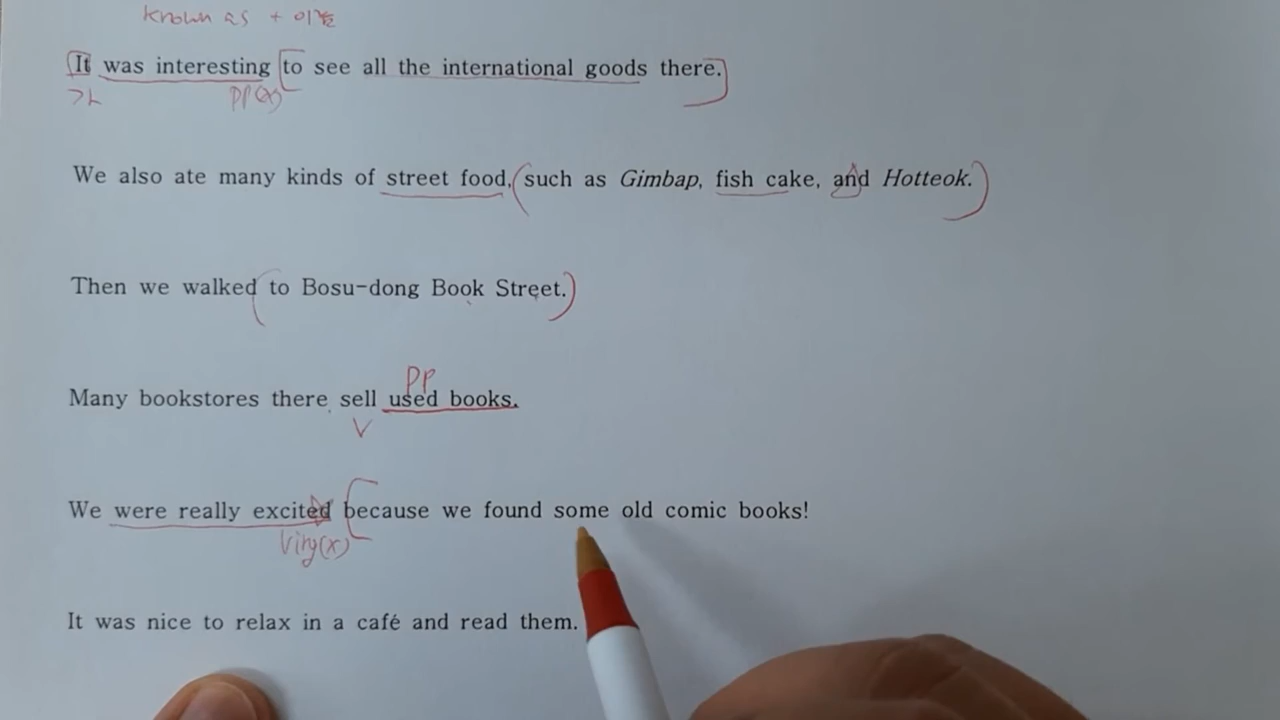 known as + 이름
It was interesting to see all the international goods there.
가 PP(x)
We also ate many kinds of street food, such as Gimbap, fish cake, and Hotteok.
Then we walked to Bosu-dong Book Street.
PP
Many bookstores there sell used books.
V
We were really excited because we found some old comic books!
Ving(x)
It was nice to relax in a café and read them.